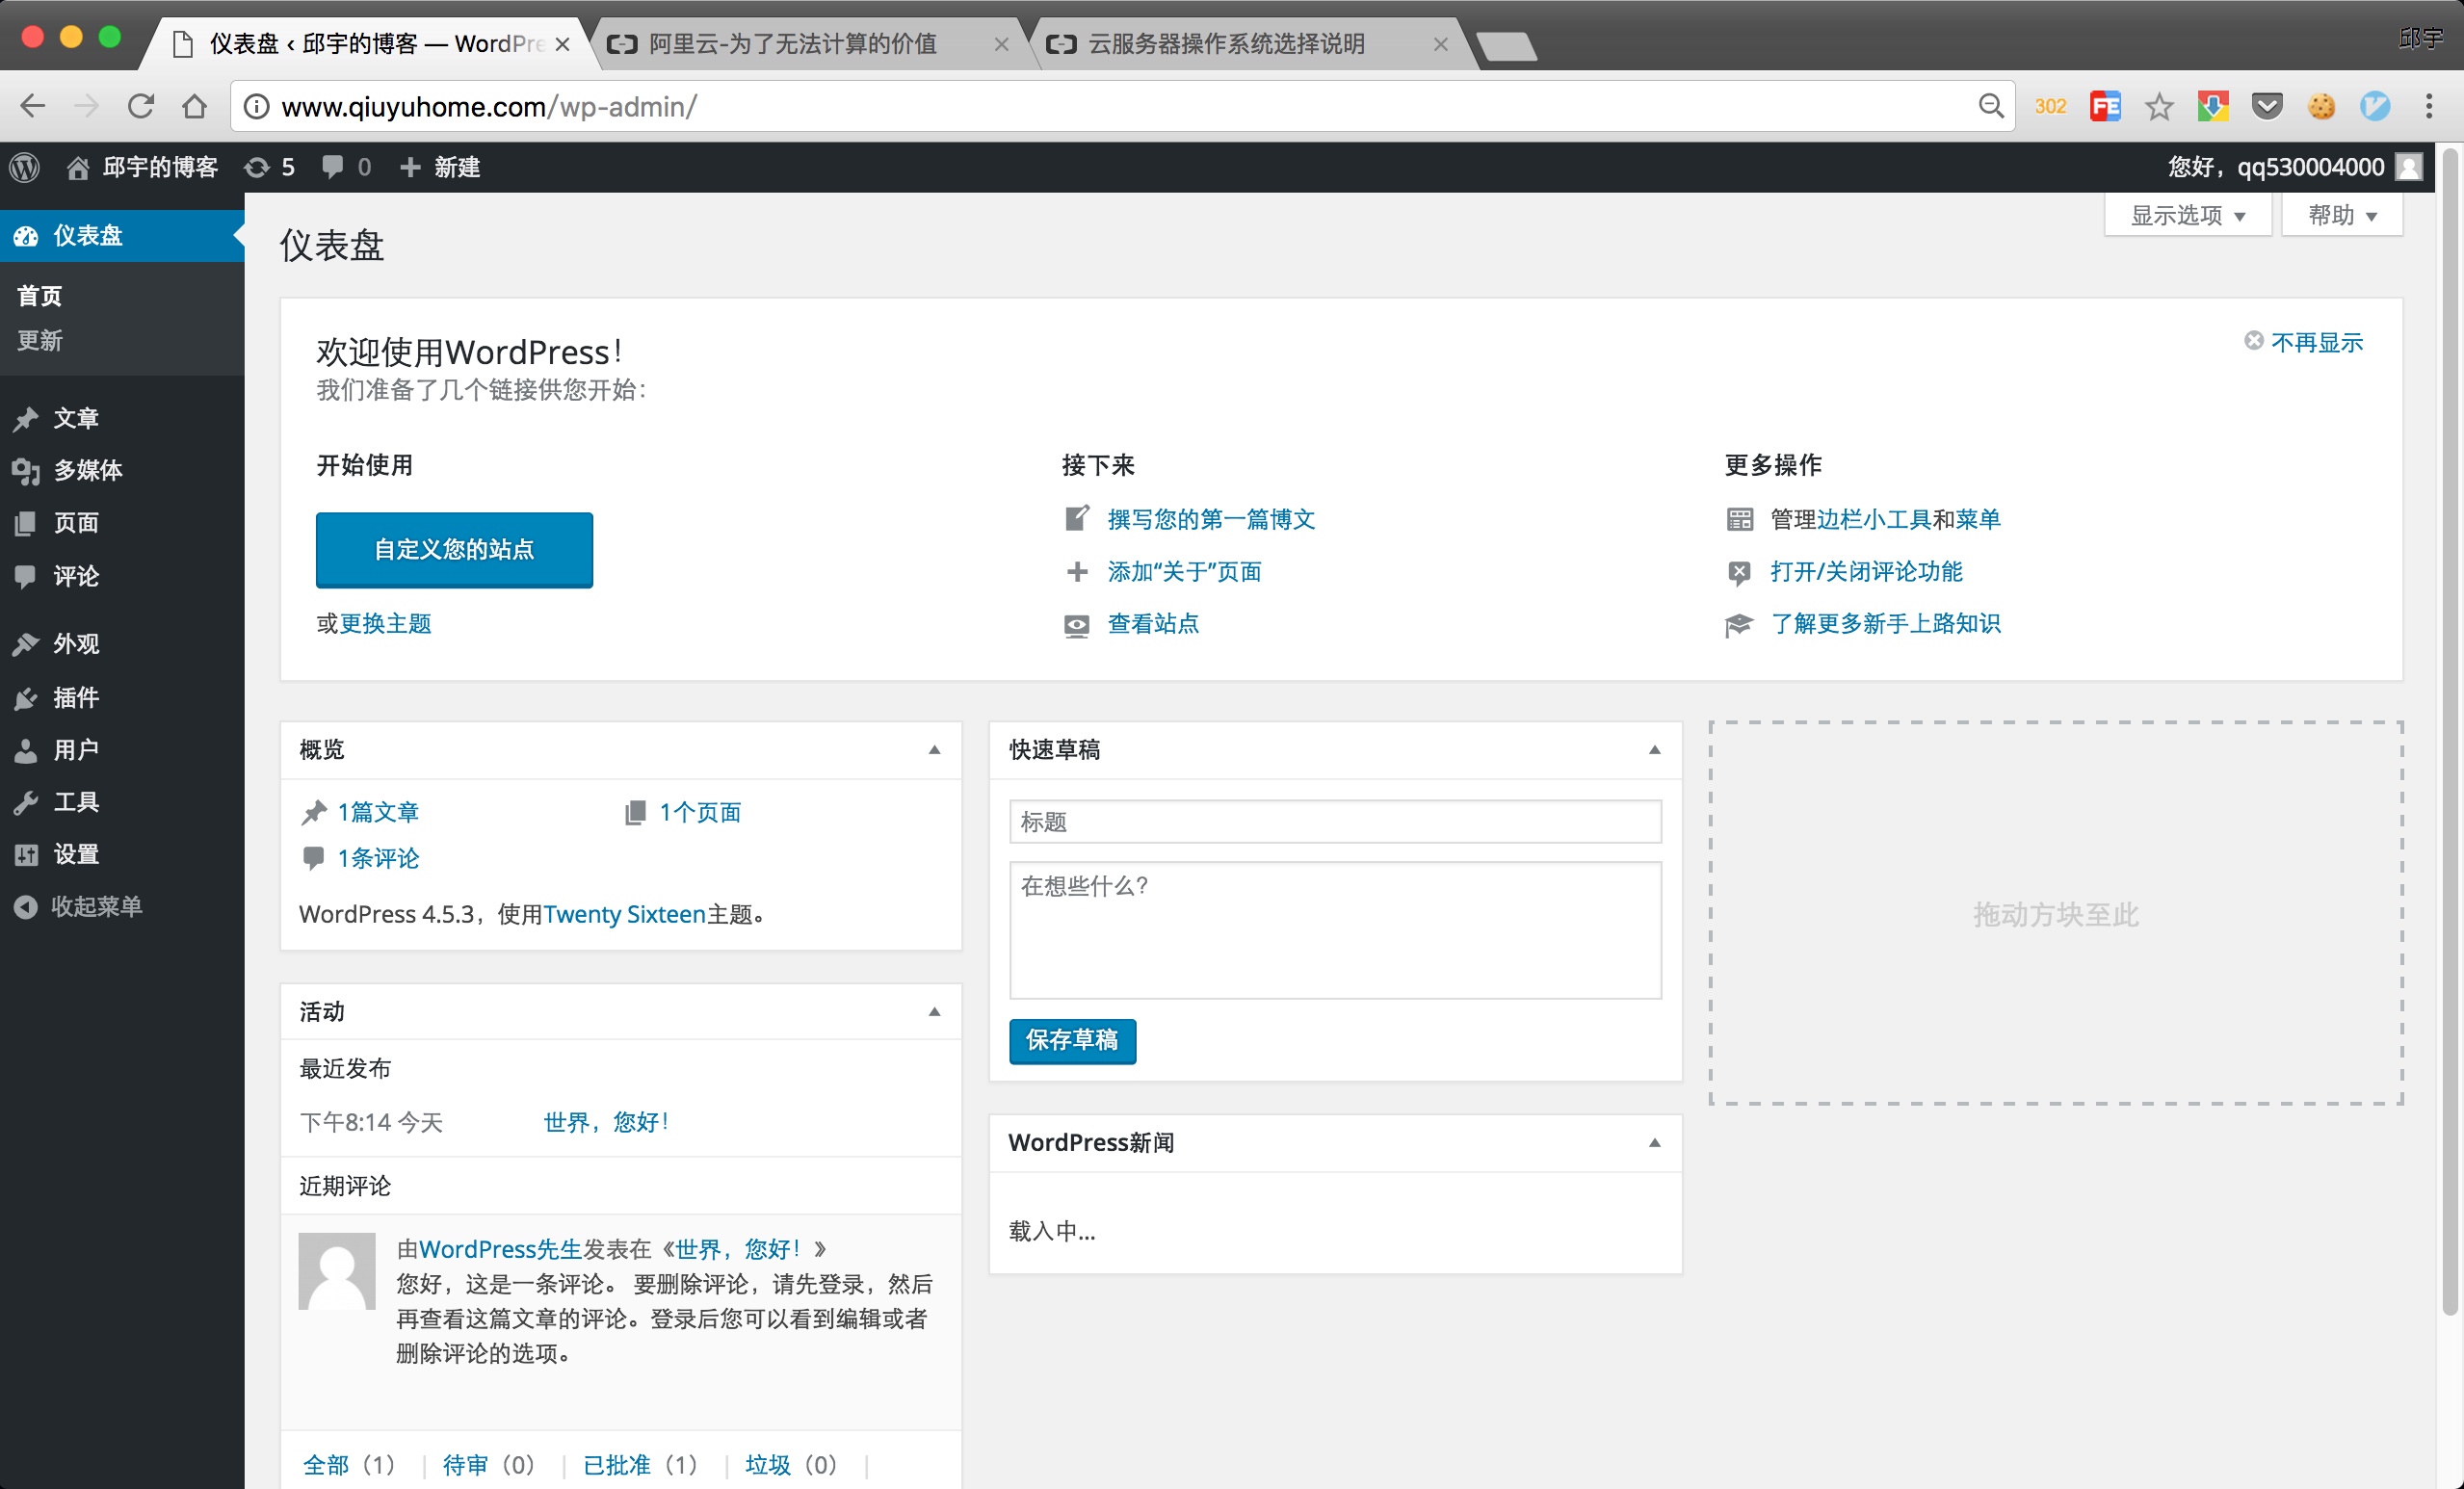 仪表盘 ‹ 邱宇的博客 — WordPre
阿里云-为了无法计算的价值
云服务器操作系统选择说明
邱宇
www.qiuyuhome.com/wp-admin/
302
FE
邱宇的博客
5
0
新建
您好，qq530004000
仪表盘
首页
更新
文章
多媒体
页面
评论
外观
插件
用户
工具
设置
收起菜单
仪表盘
显示选项
帮助
欢迎使用WordPress！
不再显示
我们准备了几个链接供您开始：
开始使用
自定义您的站点
或更换主题
接下来
撰写您的第一篇博文
添加“关于”页面
查看站点
更多操作
管理边栏小工具和菜单
打开/关闭评论功能
了解更多新手上路知识
概览
1篇文章
1个页面
1条评论
WordPress 4.5.3，使用Twenty Sixteen主题。
活动
最近发布
下午8:14 今天
世界，您好！
近期评论
由WordPress先生发表在《世界，您好！》
您好，这是一条评论。 要删除评论，请先登录，然后
再查看这篇文章的评论。登录后您可以看到编辑或者
删除评论的选项。
全部（1） | 待审（0） | 已批准（1） | 垃圾（0） |
快速草稿
标题
在想些什么？
保存草稿
WordPress新闻
载入中…
拖动方块至此